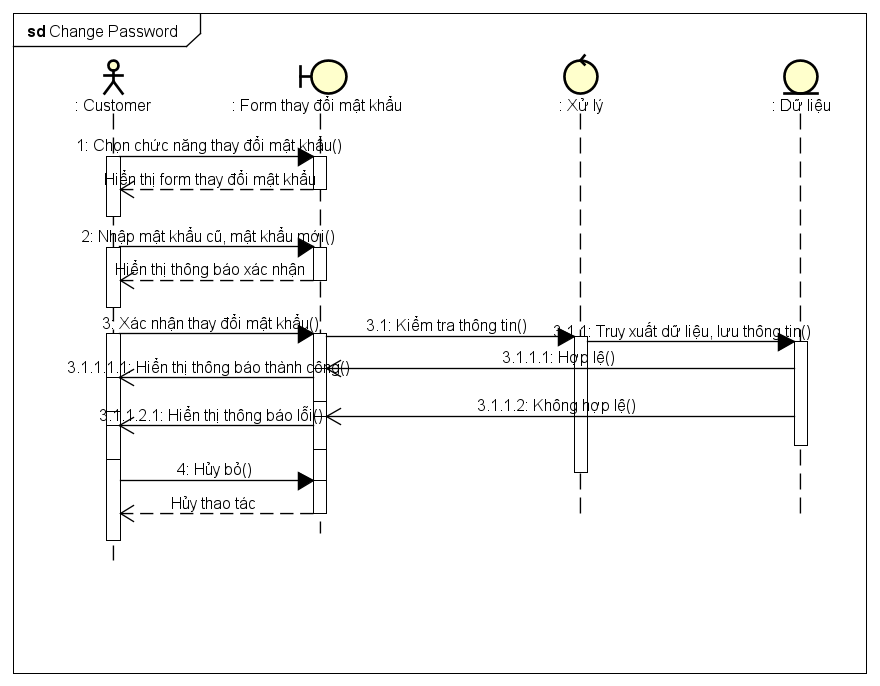 sd Change Password
: Customer
: Form thay đổi mật khẩu
: Xử lý
: Dữ liệu
1: Chọn chức năng thay đổi mật khẩu()
Hiển thị form thay đổi mật khẩu
2: Nhập mật khẩu cũ, mật khẩu mới()
Hiển thị thông báo xác nhận
3: Xác nhận thay đổi mật khẩu()
3.1: Kiểm tra thông tin()
3.1.1: Truy xuất dữ liệu, lưu thông tin()
3.1.1.1: Hợp lệ()
3.1.1.1.1: Hiển thị thông báo thành công()
3.1.1.2: Không hợp lệ()
3.1.1.2.1: Hiển thị thông báo lỗi()
4: Hủy bỏ()
Hủy thao tác